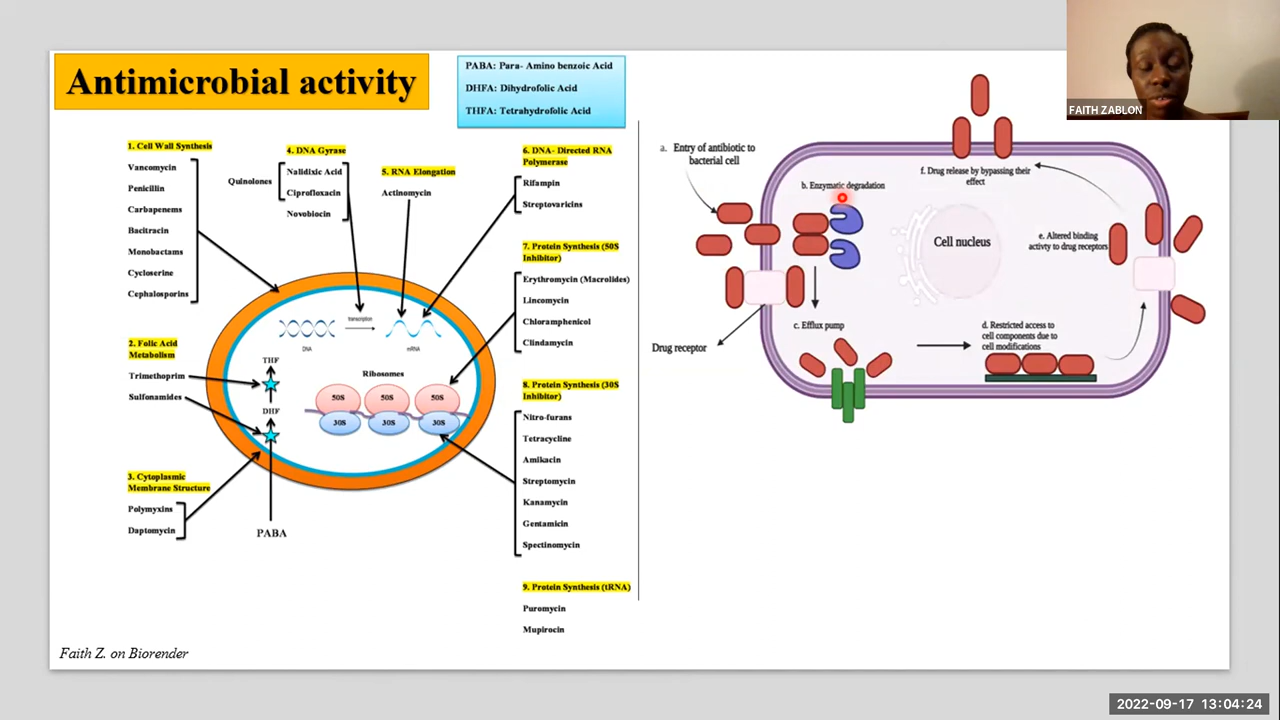 Antimicrobial activity
PABA: Para- Amino benzoic Acid
DHFA: Dihydrofolic Acid
THFA: Tetrahydrofolic Acid
FAITH ZABLON
1. Cell Wall Synthesis
Vancomycin
Penicillin
Carbapenems
Bacitracin
Monobactams
Cycloserine
Cephalosporins
2. Folic Acid
Metabolism
Trimethoprim
Sulfonamides
3. Cytoplasmic
Membrane Structure
Polymyxins
Daptomycin
4. DNA Gyrase
Quinolones
Nalidixic Acid
Ciprofloxacin
Novobiocin
5. RNA Elongation
Actinomycin
6. DNA- Directed RNA
Polymerase
Rifampin
Streptovaricins
7. Protein Synthesis (50S
Inhibitor)
Erythromycin (Macrolides)
Lincomycin
Chloramphenicol
Clindamycin
8. Protein Synthesis (30S
Inhibitor)
Nitro-furans
Tetracycline
Amikacin
Streptomycin
Kanamycin
Gentamicin
Spectinomycin
9. Protein Synthesis (tRNA)
Puromycin
Mupirocin
transcription
DNA
mRNA
THF
DHF
PABA
Ribosomes
50S 50S 50S
30S 30S 30S
a. Entry of antibiotic to
bacterial cell
b. Enzymatic degradation
Drug receptor
c. Efflux pump
Cell nucleus
d. Restricted access to
cell components due to
cell modifications
e. Altered binding
activty to drug receptors
f. Drug release by bypassing their
effect
Faith Z. on Biorender
2022-09-17 13:04:24